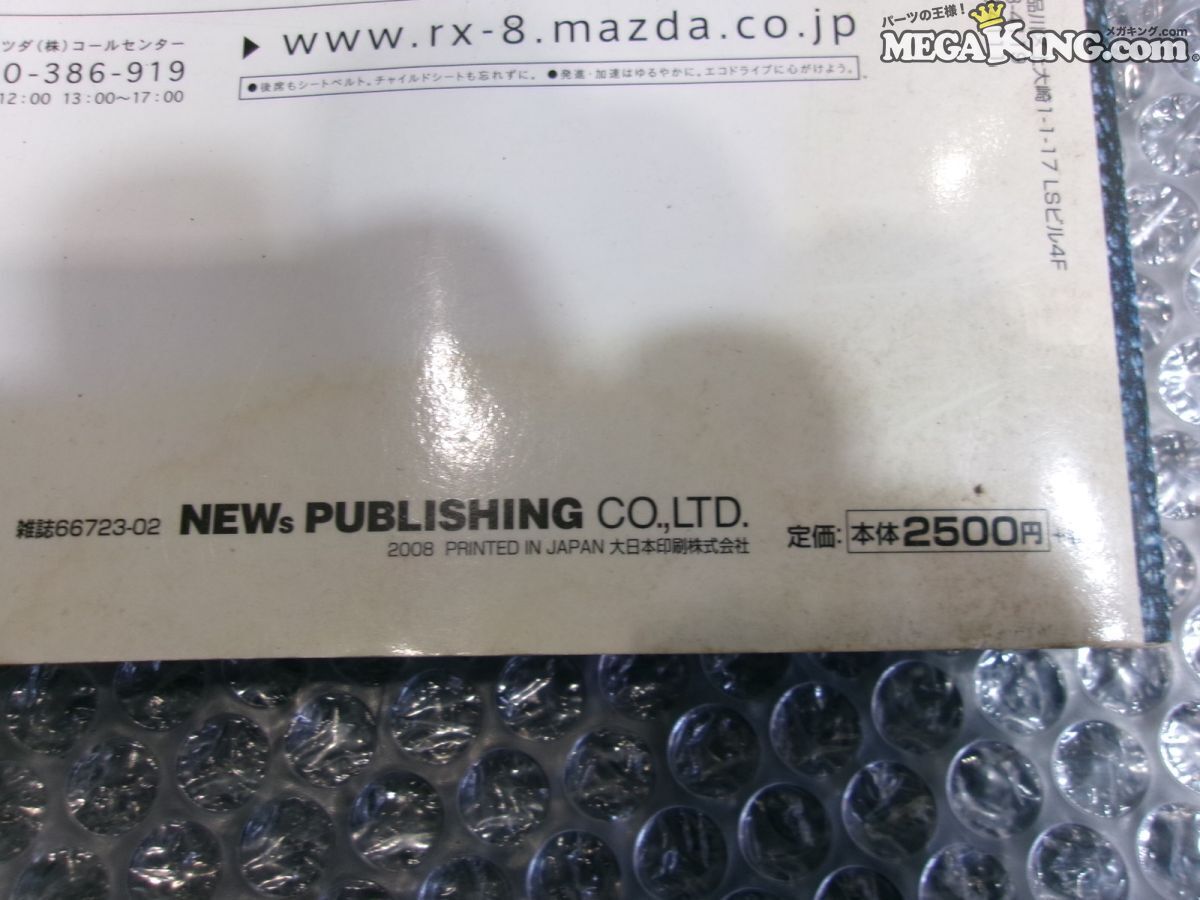 ツダ(株)コールセンター
0-386-919
12:00 13:00～17:00
▶ www.rx-8.mazda.co.jp
●後席もシートベルト。チャイルドシートも忘れずに。 ●発進・加速はゆるやかに。エコドライブに心がけよう。
パーツの王様！
メガキング.com
MEGAKING.com®
品川
大崎1-1-17 LSビル4F
雑誌66723-02 NEWs PUBLISHING CO.,LTD.
2008 PRINTED IN JAPAN 大日本印刷株式会社
定価: 本体2500円